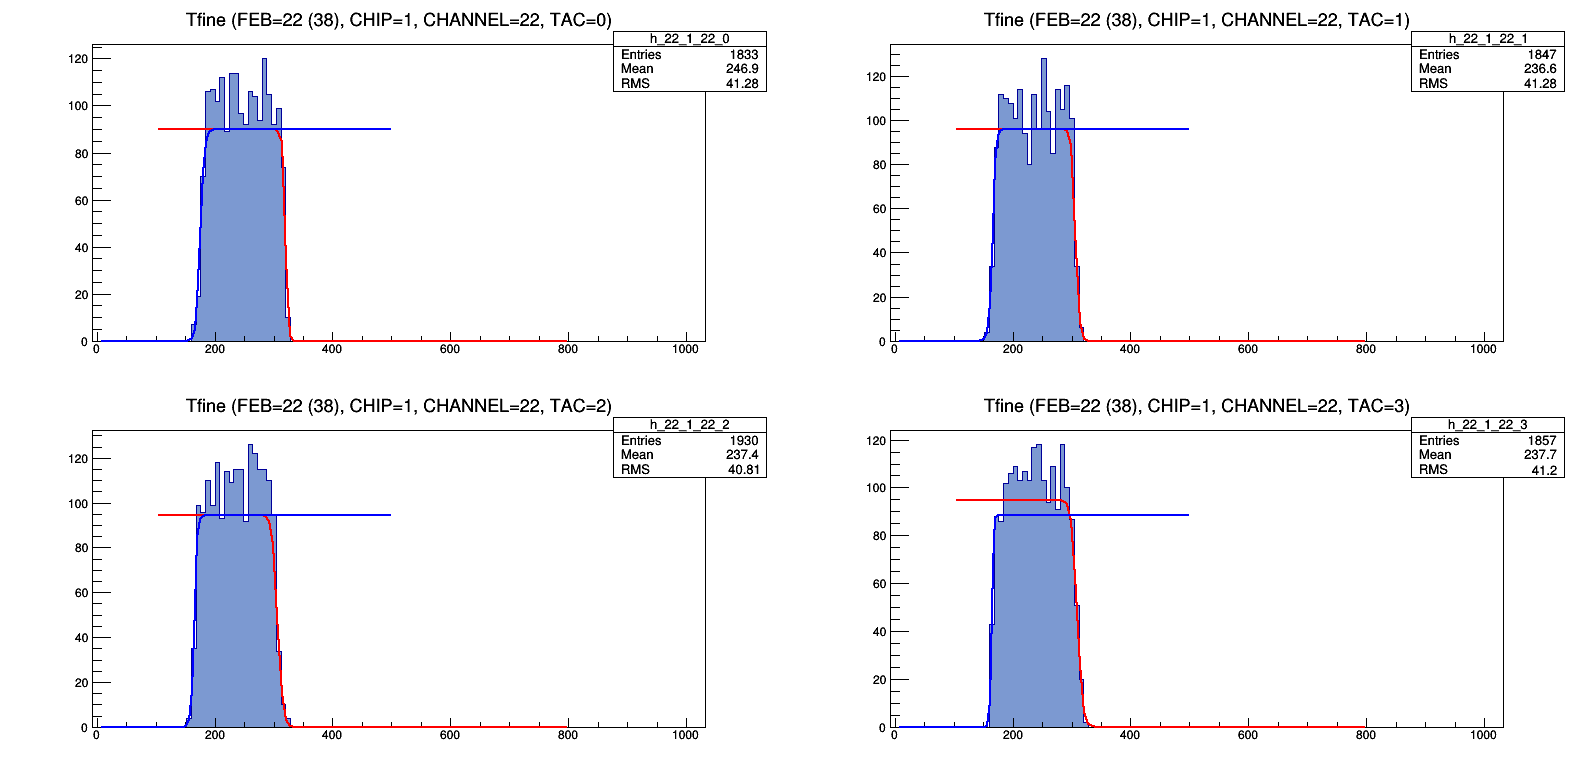 Tfine (FEB=22 (38), CHIP=1, CHANNEL=22, TAC=0)
h_22_1_22_0
Entries 1833
Mean 246.9
RMS 41.28
120
100
80
60
40
20
0
0 200 400 600 800 1000
Tfine (FEB=22 (38), CHIP=1, CHANNEL=22, TAC=1)
h_22_1_22_1
Entries 1847
Mean 236.6
RMS 41.28
120
100
80
60
40
20
0
0 200 400 600 800 1000
Tfine (FEB=22 (38), CHIP=1, CHANNEL=22, TAC=2)
h_22_1_22_2
Entries 1930
Mean 237.4
RMS 40.81
120
100
80
60
40
20
0
0 200 400 600 800 1000
Tfine (FEB=22 (38), CHIP=1, CHANNEL=22, TAC=3)
h_22_1_22_3
Entries 1857
Mean 237.7
RMS 41.2
120
100
80
60
40
20
0
0 200 400 600 800 1000